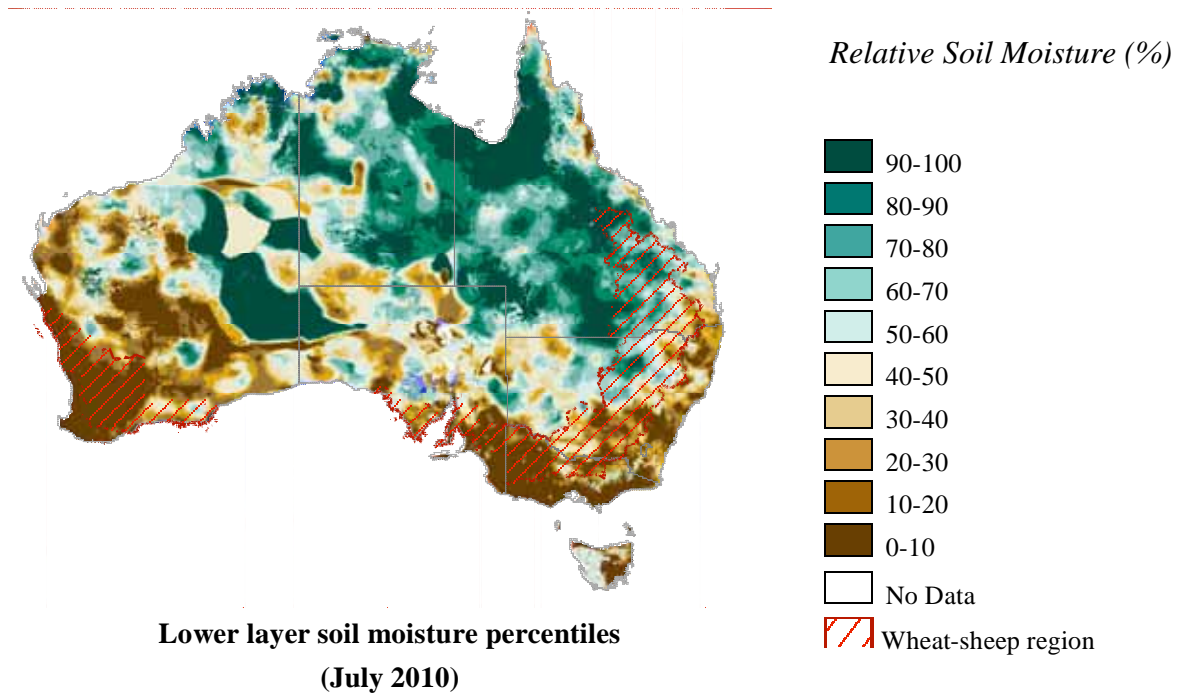 Relative Soil Moisture (%)
90-100
80-90
70-80
60-70
50-60
40-50
30-40
20-30
10-20
0-10
No Data
Wheat-sheep region
Lower layer soil moisture percentiles
(July 2010)